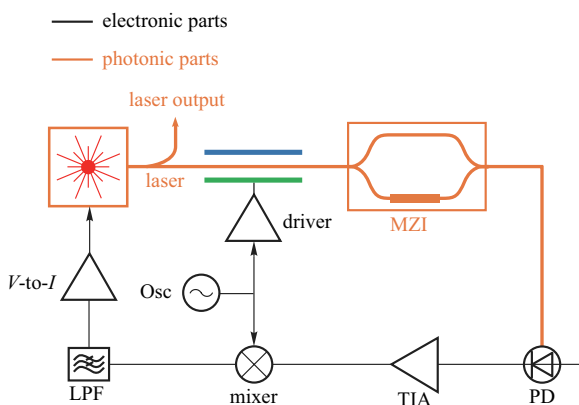 electronic parts
photonic parts
laser output
laser
driver
MZI
V-to-I
Osc
LPF
mixer
TIA
PD